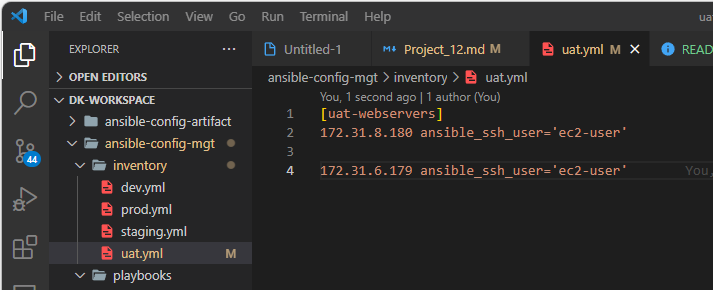 File Edit Selection View Go Run Terminal Help ua
EXPLORER ...
Untitled-1 Project_12.md M uat.yml M READ
OPEN EDITORS
ansible-config-mgt > inventory > uat.yml
DK-WORKSPACE
You, 1 second ago | 1 author (You)
ansible-config-artifact
1 [uat-webservers]
ansible-config-mgt
2 172.31.8.180 ansible_ssh_user='ec2-user'
inventory
3
44
dev.yml
4 172.31.6.179 ansible_ssh_user='ec2-user' You,
prod.yml
staging.yml
uat.yml M
playbooks